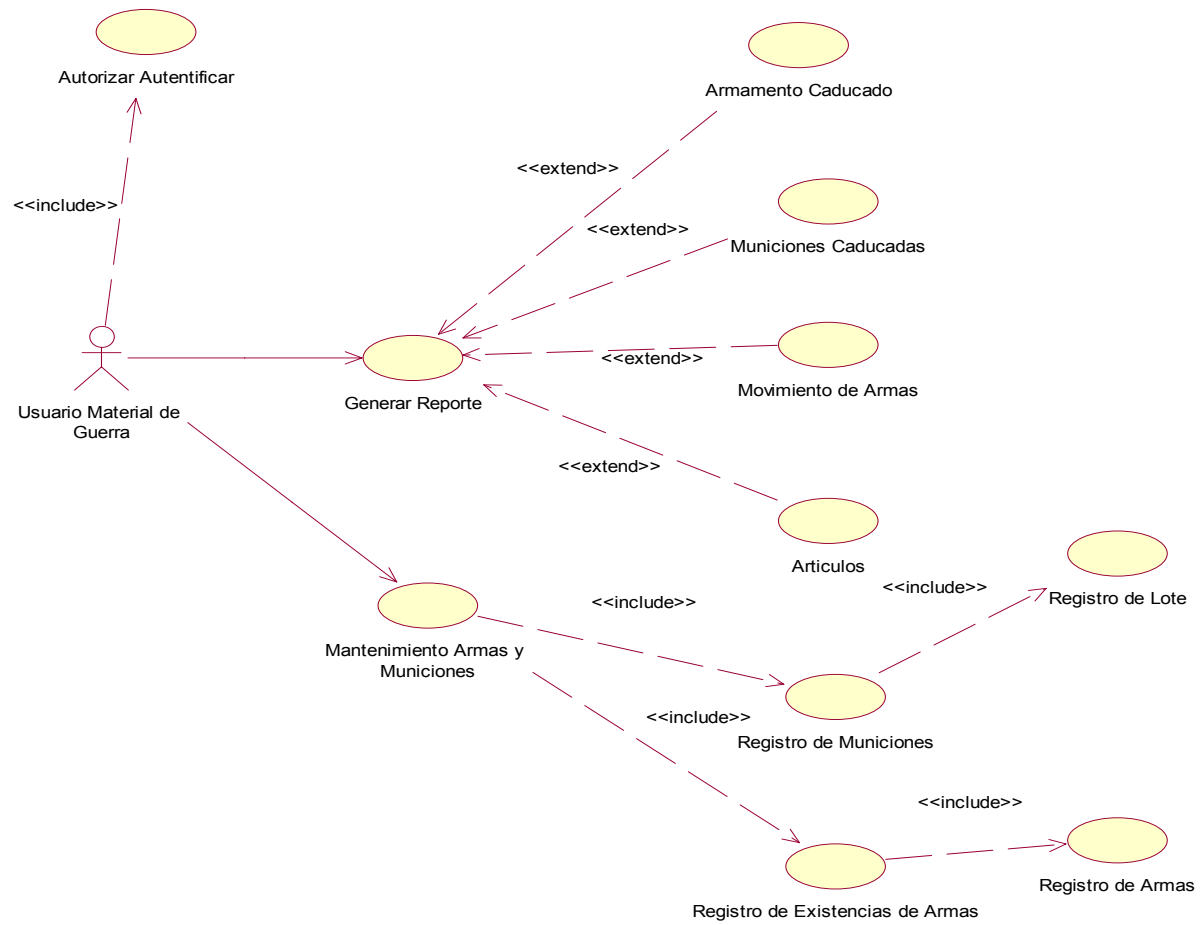 Autorizar Autentificar
Armamento Caducado
<<extend>>
<<include>>
<<extend>>
Municiones Caducadas
<<extend>>
Movimiento de Armas
Generar Reporte
Usuario Material de
Guerra
<<extend>>
Articulos
<<include>>
<<include>>
Registro de Lote
Mantenimiento Armas y
Municiones
<<include>>
Registro de Municiones
<<include>>
Registro de Armas
Registro de Existencias de Armas